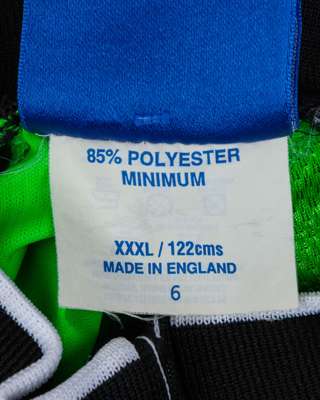 85% POLYESTER
MINIMUM
XXXL / 122cms
MADE IN ENGLAND
6